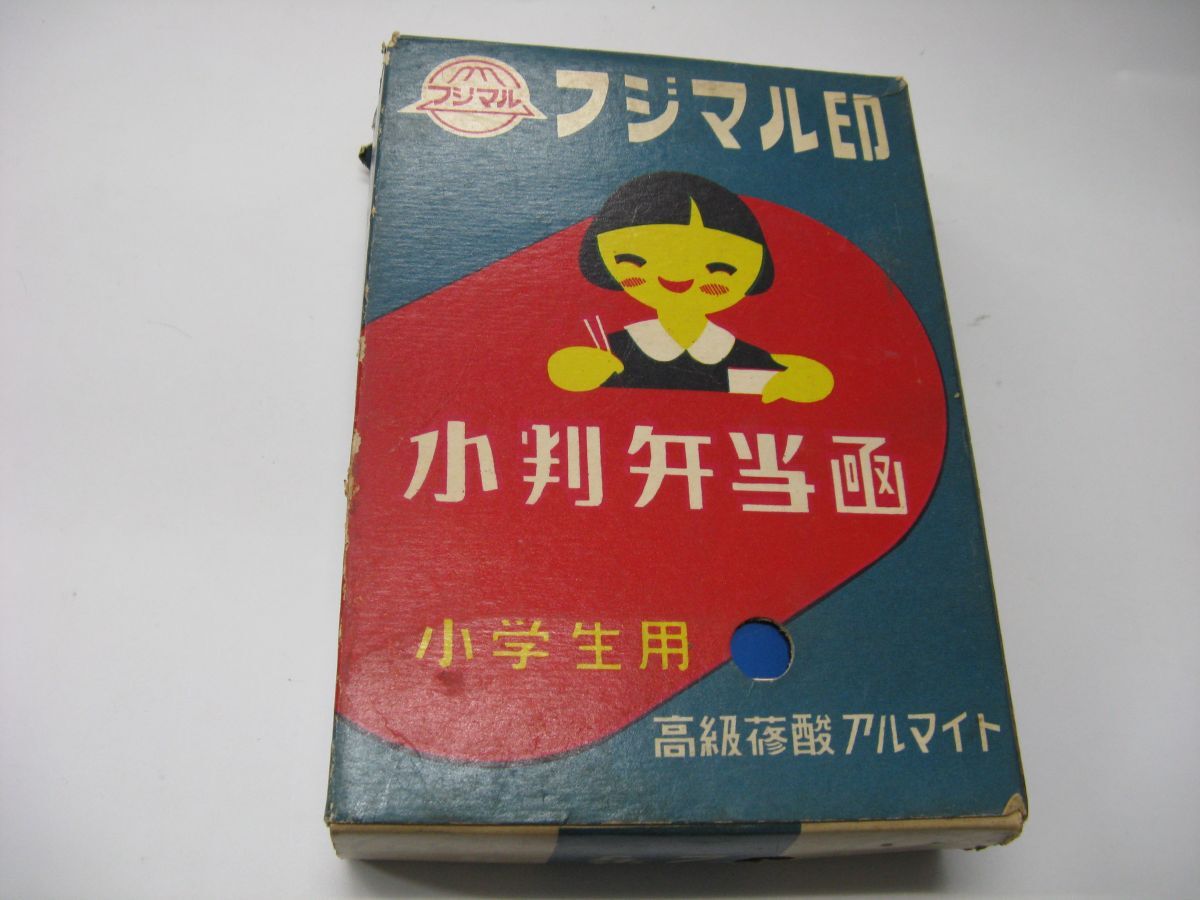 フジマル
フジマル印
小判弁当函
小学生用
高級蓚酸アルマイト